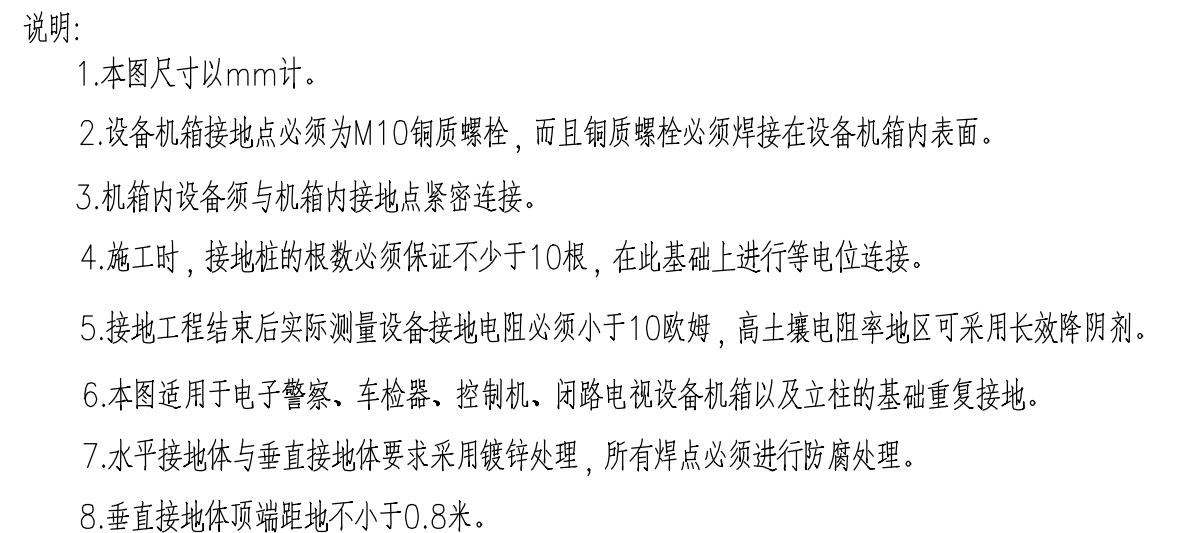 说明:
1.本图尺寸以mm计。
2.设备机箱接地点必须为M10铜质螺栓，而且铜质螺栓必须焊接在设备机箱内表面。
3.机箱内设备须与机箱内接地点紧密连接。
4.施工时，接地桩的根数必须保证不少于10根，在此基础上进行等电位连接。
5.接地工程结束后实际测量设备接地电阻必须小于10欧姆，高土壤电阻率地区可采用长效降阴剂。
6.本图适用于电子警察、车检器、控制机、闭路电视设备机箱以及立柱的基础重复接地。
7.水平接地体与垂直接地体要求采用镀锌处理，所有焊点必须进行防腐处理。
8.垂直接地体顶端距地不小于0.8米。